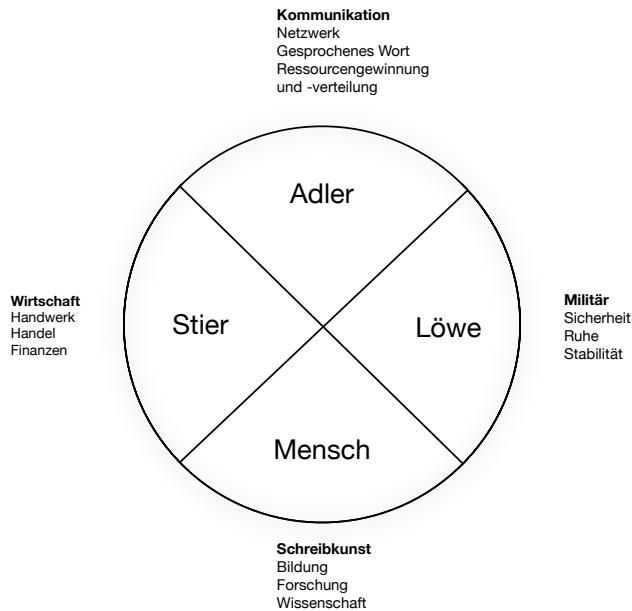 Kommunikation
Netzwerk
Gesprochenes Wort
Ressourcengewinnung
und -verteilung
Adler
Wirtschaft
Handwerk
Handel
Finanzen
Stier
Löwe
Militär
Sicherheit
Ruhe
Stabilität
Mensch
Schreibkunst
Bildung
Forschung
Wissenschaft